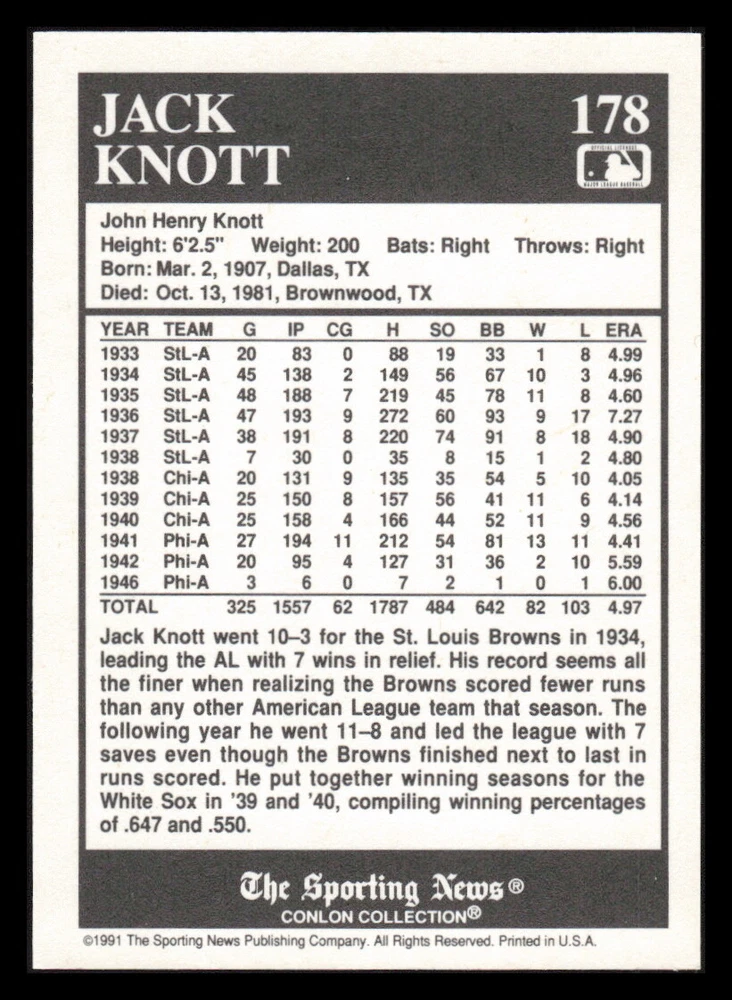 JACK
KNOTT
178
OFFICIAL LICENSEE
MAJOR LEAGUE BASEBALL
John Henry Knott
Height: 6'2.5" Weight: 200 Bats: Right Throws: Right
Born: Mar. 2, 1907, Dallas, TX
Died: Oct. 13, 1981, Brownwood, TX
YEAR TEAM G IP CG H SO BB W L ERA
1933 StL-A 20 83 0 88 19 33 1 8 4.99
1934 StL-A 45 138 2 149 56 67 10 3 4.96
1935 StL-A 48 188 7 219 45 78 11 8 4.60
1936 StL-A 47 193 9 272 60 93 9 17 7.27
1937 StL-A 38 191 8 220 74 91 8 18 4.90
1938 StL-A 7 30 0 35 8 15 1 2 4.80
1938 Chi-A 20 131 9 135 35 54 5 10 4.05
1939 Chi-A 25 150 8 157 56 41 11 6 4.14
1940 Chi-A 25 158 4 166 44 52 11 9 4.56
1941 Phi-A 27 194 11 212 54 81 13 11 4.41
1942 Phi-A 20 95 4 127 31 36 2 10 5.59
1946 Phi-A 3 6 0 7 2 1 0 1 6.00
TOTAL 325 1557 62 1787 484 642 82 103 4.97
Jack Knott went 10–3 for the St. Louis Browns in 1934,
leading the AL with 7 wins in relief. His record seems all
the finer when realizing the Browns scored fewer runs
than any other American League team that season. The
following year he went 11–8 and led the league with 7
saves even though the Browns finished next to last in
runs scored. He put together winning seasons for the
White Sox in '39 and '40, compiling winning percentages
of .647 and .550.
The Sporting News®
CONLON COLLECTION®
©1991 The Sporting News Publishing Company. All Rights Reserved. Printed in U.S.A.